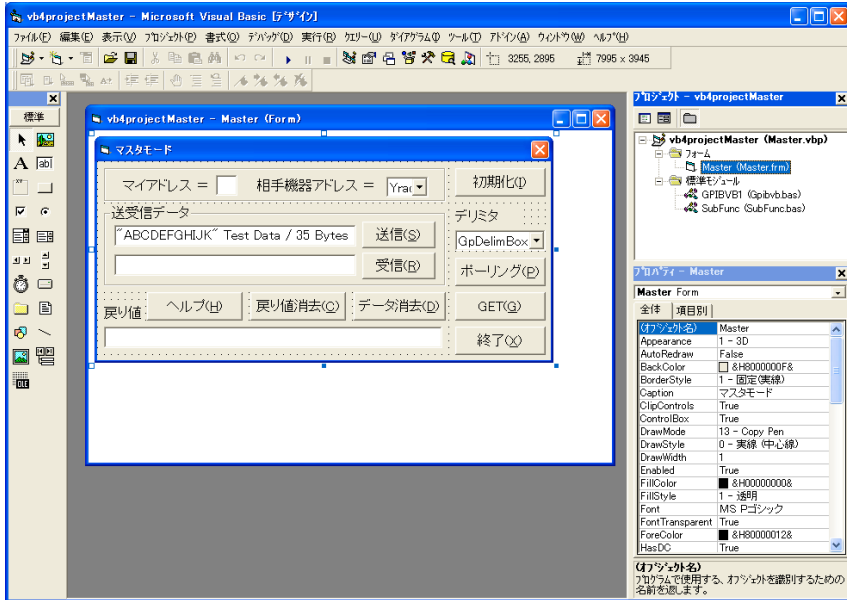 vb4projectMaster - Microsoft Visual Basic [ﾃﾞｻﾞｲﾝ]
ﾌｧｲﾙ(F) 編集(E) 表示(V) ﾌﾟﾛｼﾞｪｸﾄ(P) 書式(O) ﾃﾞﾊﾞｯｸﾞ(D) 実行(R) ｸｴﾘｰ(U) ﾀﾞｲｱｸﾞﾗﾑ(I) ﾂｰﾙ(T) ｱﾄﾞｲﾝ(A) ｳｨﾝﾄﾞｳ(W) ﾍﾙﾌﾟ(H)
3255, 2895 7995 x 3945
標準
vb4projectMaster - Master (Form)
マスタモード
マイアドレス = 相手機器アドレス = Yra 初期化(I)
送受信データ デリミタ
"ABCDEFGHIJK" Test Data / 35 Bytes 送信(S) GpDelimBox
受信(R) ポーリング(P)
戻り値 ヘルプ(H) 戻り値消去(C) データ消去(D) GET(G)
終了(X)
ﾌﾟﾛｼﾞｪｸﾄ - vb4projectMaster
vb4projectMaster (Master.vbp)
ﾌｫｰﾑ
Master (Master.frm)
標準ﾓｼﾞｭｰﾙ
GPIBVB1 (Gpibvb.bas)
SubFunc (SubFunc.bas)
ﾌﾟﾛﾊﾟﾃｨ - Master
Master Form
全体 項目別
(ｵﾌﾞｼﾞｪｸﾄ名) Master
Appearance 1 - 3D
AutoRedraw False
BackColor &H8000000F&
BorderStyle 1 - 固定(実線)
Caption マスタモード
ClipControls True
ControlBox True
DrawMode 13 - Copy Pen
DrawStyle 0 - 実線 (中心線)
DrawWidth 1
Enabled True
FillColor &H00000000&
FillStyle 1 - 透明
Font MS Pゴシック
FontTransparent True
ForeColor &H80000012&
HasDC True
(ｵﾌﾞｼﾞｪｸﾄ名)
ﾌﾟﾛｸﾞﾗﾑで使用する、ｵﾌﾞｼﾞｪｸﾄを識別するための
名前を返します。